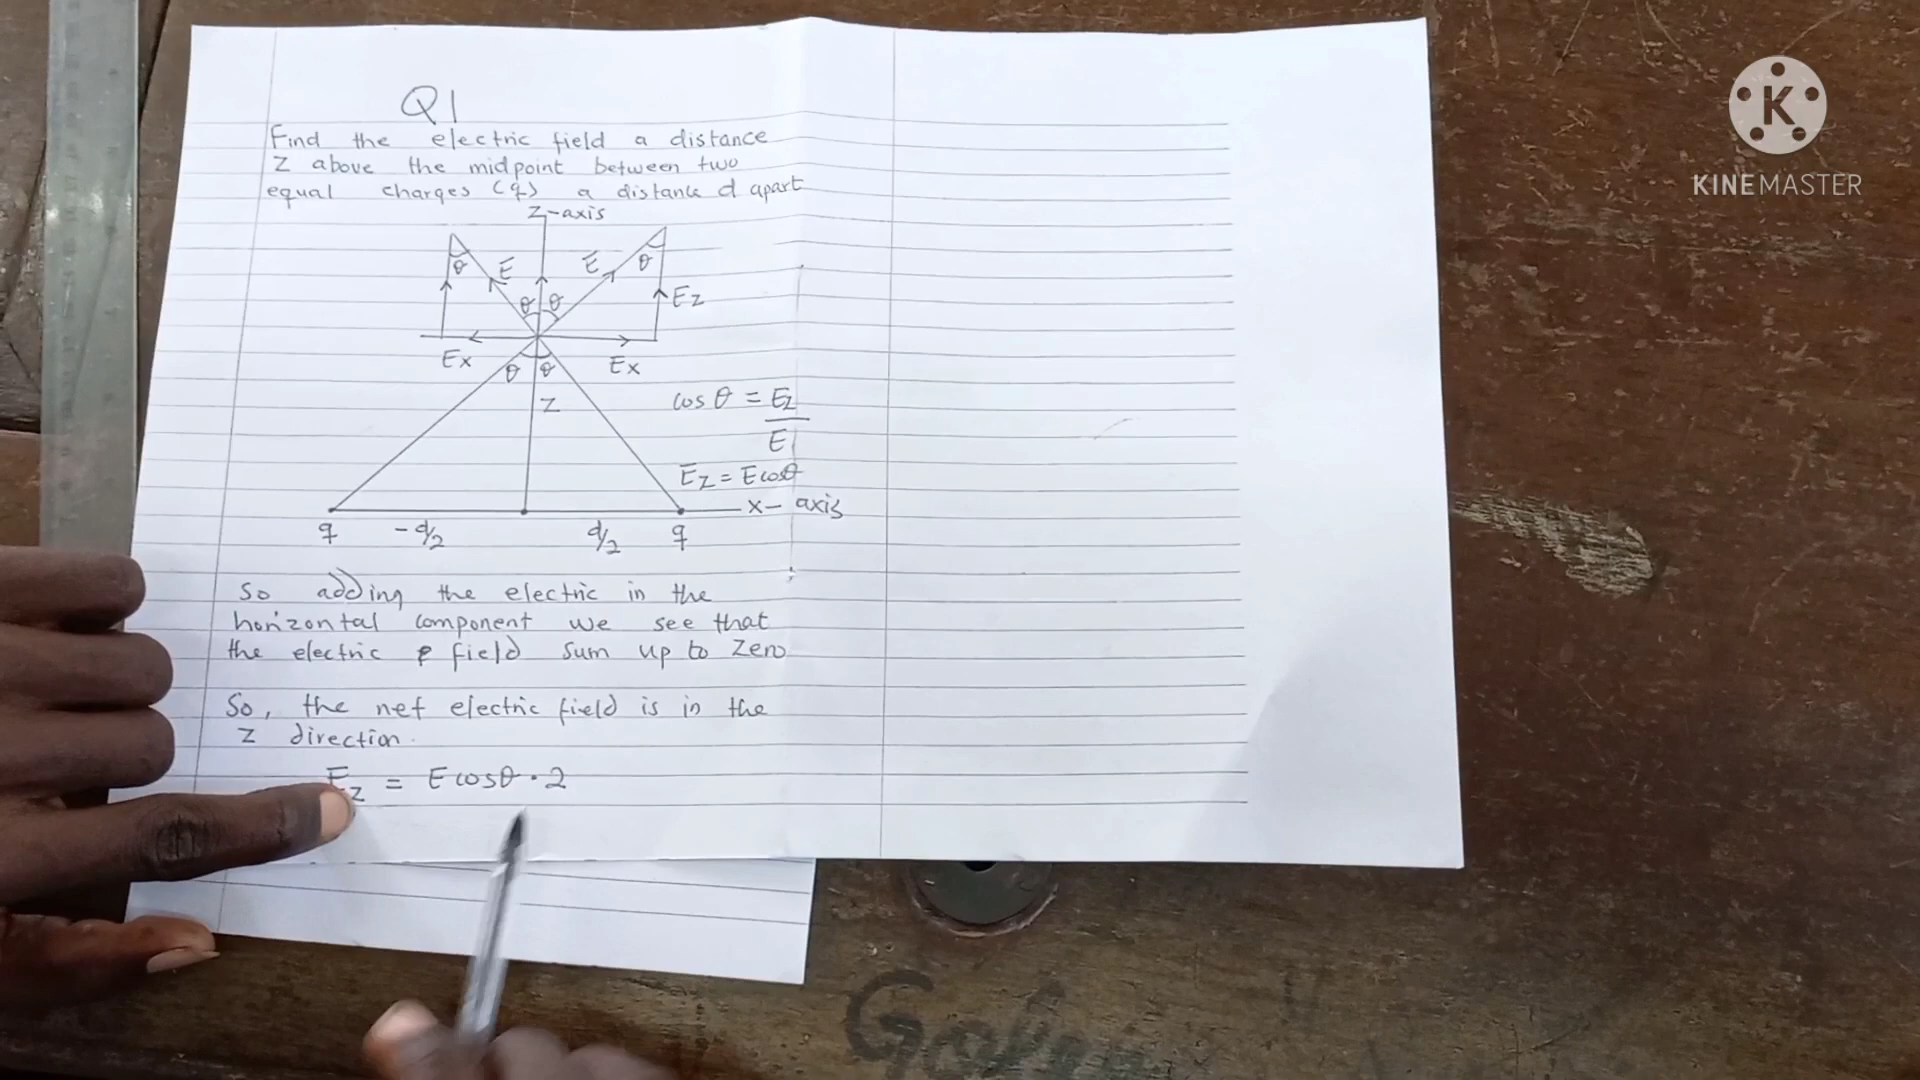 Q1
Find the electric field a distance
Z above the midpoint between two
equal charges (q) a distance d apart
Z-axis
θ E E θ
θ θ Ez
Ex Ex
θ θ
Z
cos θ = Ez
E
Ez = E cosθ
x- axis
q -d/2 d/2 q
So adding the electric in the
horizontal component we see that
the electric field sum up to Zero
So, the net electric field is in the
Z direction.
Ez = E cosθ · 2
K
KINEMASTER